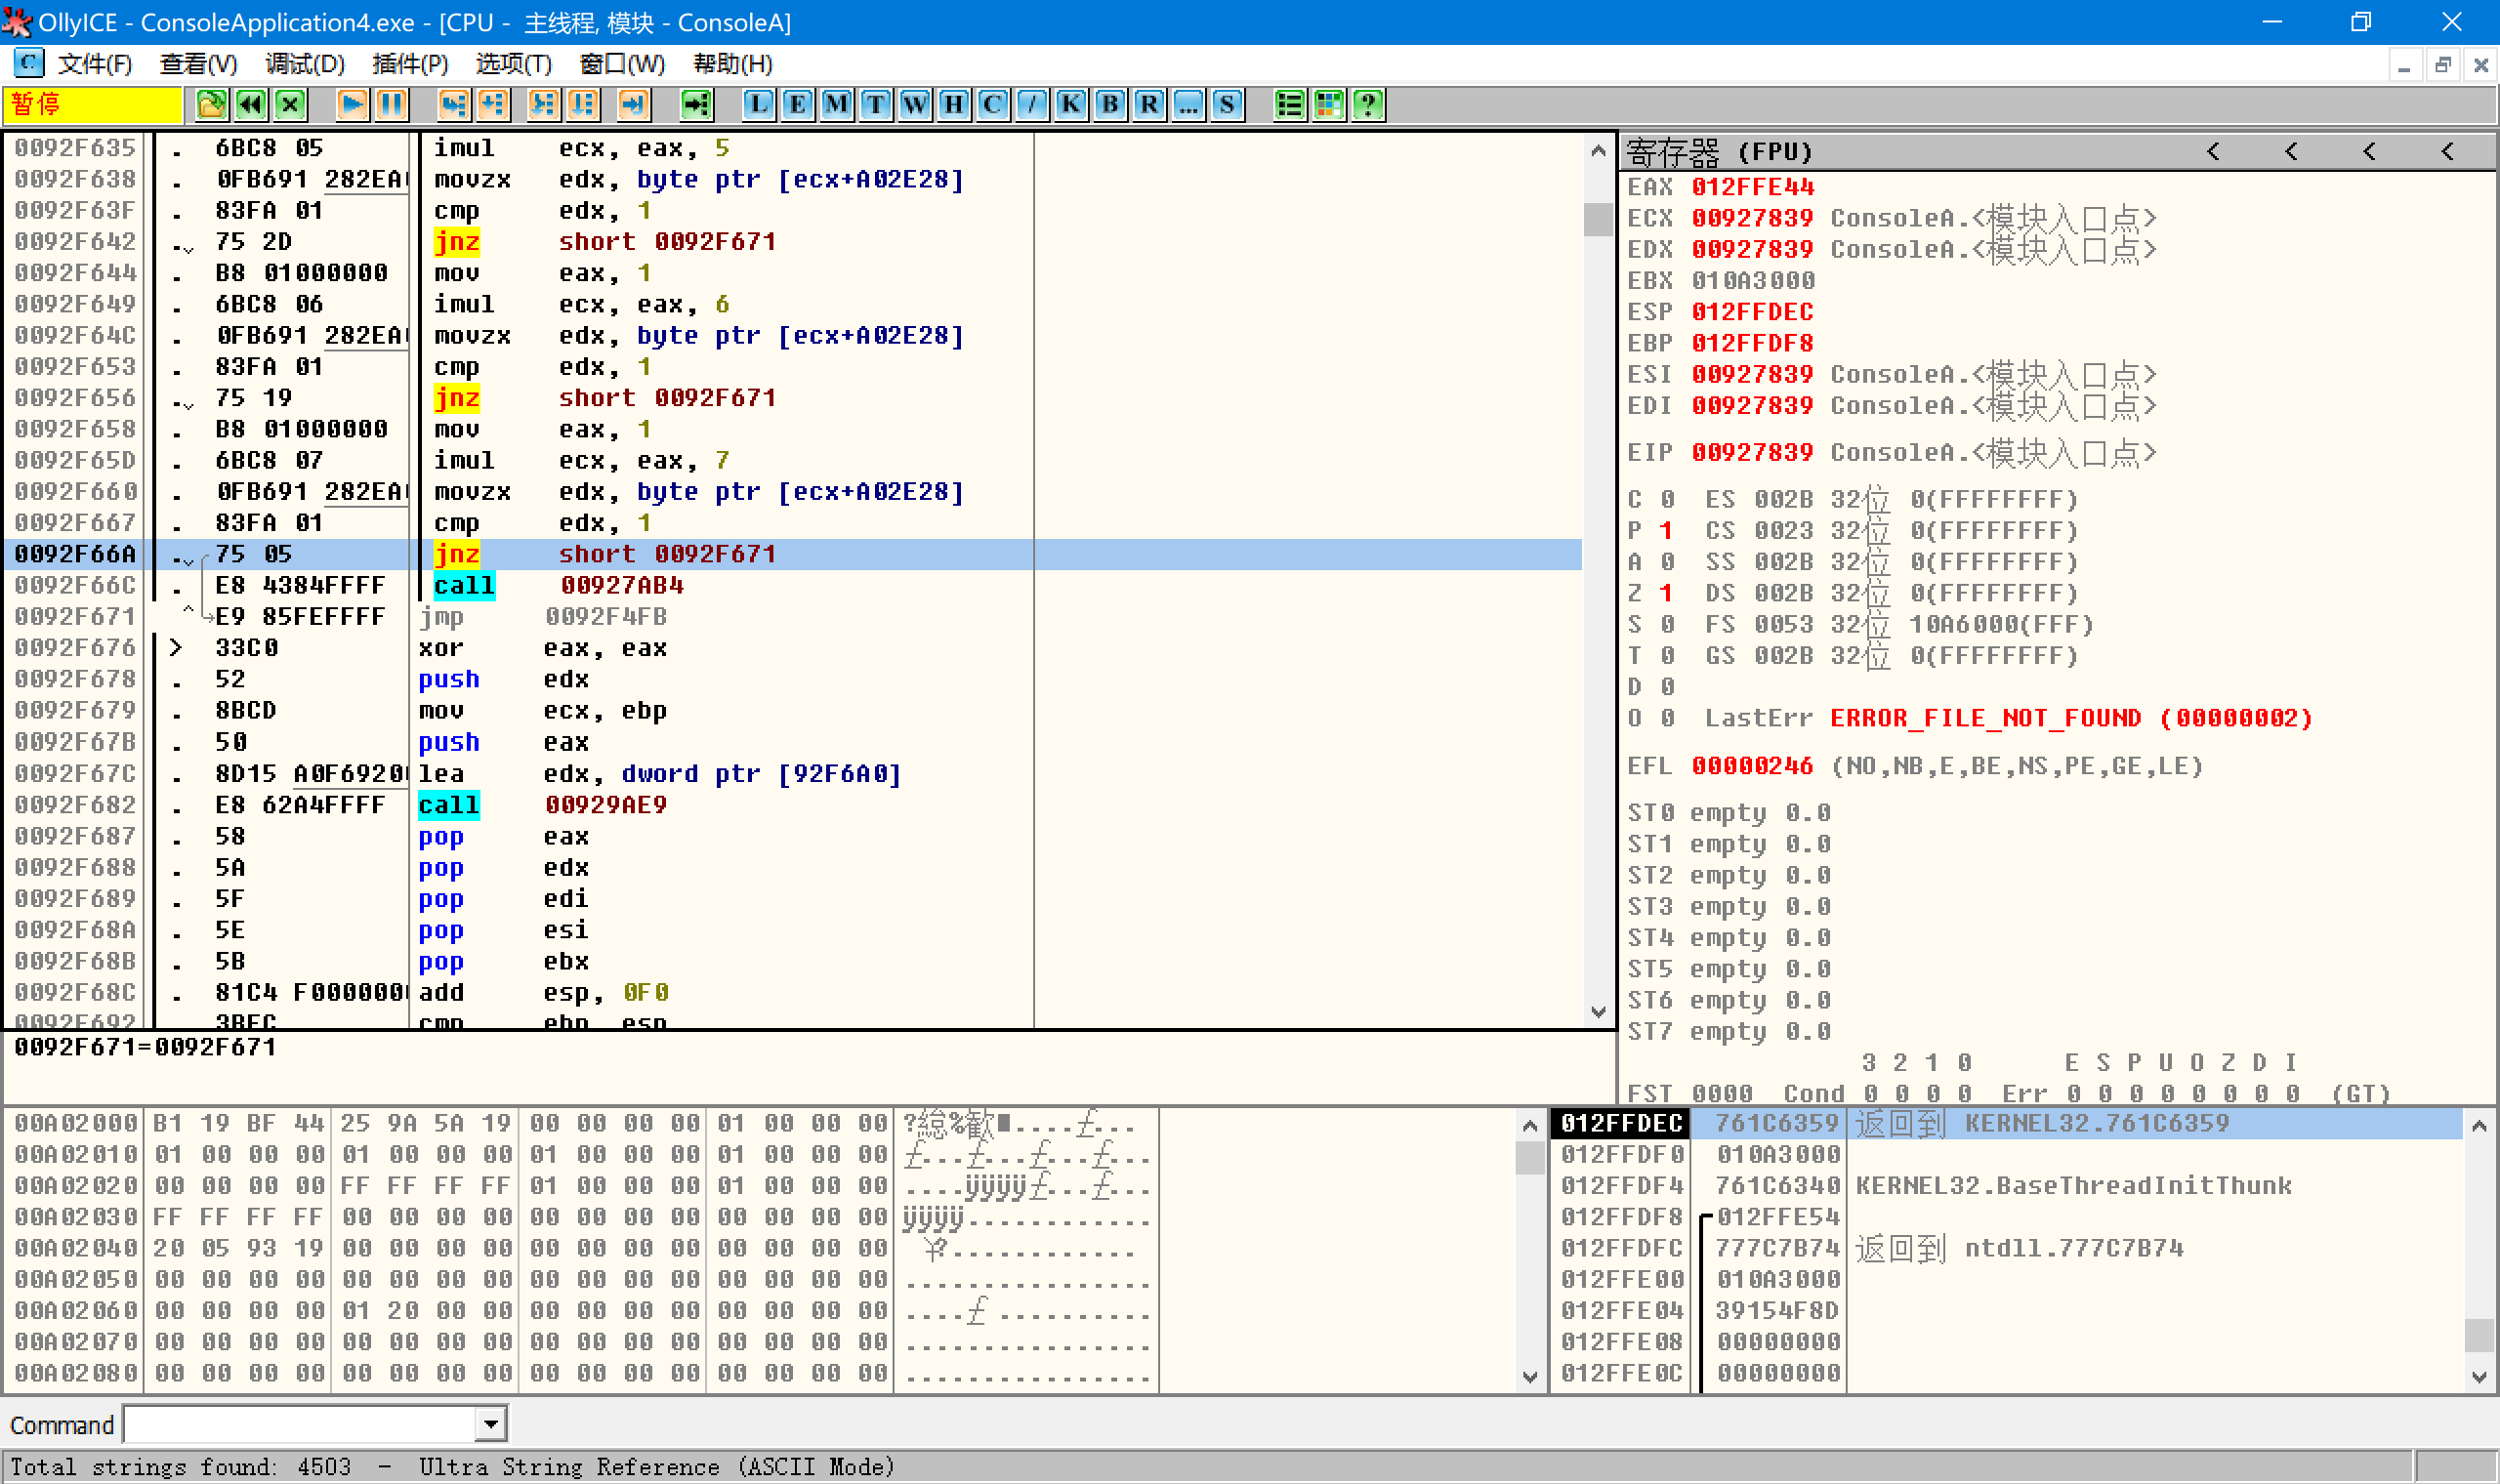 OllyICE - ConsoleApplication4.exe - [CPU - 主线程, 模块 - ConsoleA]
C 文件(F) 查看(V) 调试(D) 插件(P) 选项(T) 窗口(W) 帮助(H)
暂停 L E M T W H C / K B R ... S ?
0092F635 . 6BC8 05 imul ecx, eax, 5
0092F638 . 0FB691 282EA0 movzx edx, byte ptr [ecx+A02E28]
0092F63F . 83FA 01 cmp edx, 1
0092F642 . 75 2D jnz short 0092F671
0092F644 . B8 01000000 mov eax, 1
0092F649 . 6BC8 06 imul ecx, eax, 6
0092F64C . 0FB691 282EA0 movzx edx, byte ptr [ecx+A02E28]
0092F653 . 83FA 01 cmp edx, 1
0092F656 . 75 19 jnz short 0092F671
0092F658 . B8 01000000 mov eax, 1
0092F65D . 6BC8 07 imul ecx, eax, 7
0092F660 . 0FB691 282EA0 movzx edx, byte ptr [ecx+A02E28]
0092F667 . 83FA 01 cmp edx, 1
0092F66A . 75 05 jnz short 0092F671
0092F66C . E8 4384FFFF call 00927AB4
0092F671 ^ E9 85FEFFFF jmp 0092F4FB
0092F676 > 33C0 xor eax, eax
0092F678 . 52 push edx
0092F679 . 8BCD mov ecx, ebp
0092F67B . 50 push eax
0092F67C . 8D15 A0F6920 lea edx, dword ptr [92F6A0]
0092F682 . E8 62A4FFFF call 00929AE9
0092F687 . 58 pop eax
0092F688 . 5A pop edx
0092F689 . 5F pop edi
0092F68A . 5E pop esi
0092F68B . 5B pop ebx
0092F68C . 81C4 F000000 add esp, 0F0
0092F692 . 3BEC cmp ebp, esp
0092F671=0092F671
寄存器 (FPU) < < < <
EAX 012FFE44
ECX 00927839 ConsoleA.<模块入口点>
EDX 00927839 ConsoleA.<模块入口点>
EBX 010A3000
ESP 012FFDEC
EBP 012FFDF8
ESI 00927839 ConsoleA.<模块入口点>
EDI 00927839 ConsoleA.<模块入口点>
EIP 00927839 ConsoleA.<模块入口点>
C 0 ES 002B 32位 0(FFFFFFFF)
P 1 CS 0023 32位 0(FFFFFFFF)
A 0 SS 002B 32位 0(FFFFFFFF)
Z 1 DS 002B 32位 0(FFFFFFFF)
S 0 FS 0053 32位 10A6000(FFF)
T 0 GS 002B 32位 0(FFFFFFFF)
D 0
O 0 LastErr ERROR_FILE_NOT_FOUND (00000002)
EFL 00000246 (NO,NB,E,BE,NS,PE,GE,LE)
ST0 empty 0.0
ST1 empty 0.0
ST2 empty 0.0
ST3 empty 0.0
ST4 empty 0.0
ST5 empty 0.0
ST6 empty 0.0
ST7 empty 0.0
3 2 1 0 E S P U O Z D I
FST 0000 Cond 0 0 0 0 Err 0 0 0 0 0 0 0 0 (GT)
00A02000 B1 19 BF 44 25 9A 5A 19 00 00 00 00 01 00 00 00
00A02010 01 00 00 00 01 00 00 00 01 00 00 00 01 00 00 00 £...£...£...£...
00A02020 00 00 00 00 FF FF FF FF 01 00 00 00 01 00 00 00 ....ÿÿÿÿ£...£...
00A02030 FF FF FF FF 00 00 00 00 00 00 00 00 00 00 00 00 ÿÿÿÿ............
00A02040 20 05 93 19 00 00 00 00 00 00 00 00 00 00 00 00
00A02050 00 00 00 00 00 00 00 00 00 00 00 00 00 00 00 00 ................
00A02060 00 00 00 00 01 20 00 00 00 00 00 00 00 00 00 00 ....£ ..........
00A02070 00 00 00 00 00 00 00 00 00 00 00 00 00 00 00 00 ................
00A02080 00 00 00 00 00 00 00 00 00 00 00 00 00 00 00 00 ................
012FFDEC 761C6359 返回到 KERNEL32.761C6359
012FFDF0 010A3000
012FFDF4 761C6340 KERNEL32.BaseThreadInitThunk
012FFDF8 012FFE54
012FFDFC 777C7B74 返回到 ntdll.777C7B74
012FFE00 010A3000
012FFE04 39154F8D
012FFE08 00000000
012FFE0C 00000000
Command
Total strings found: 4503 - Ultra String Reference (ASCII Mode)